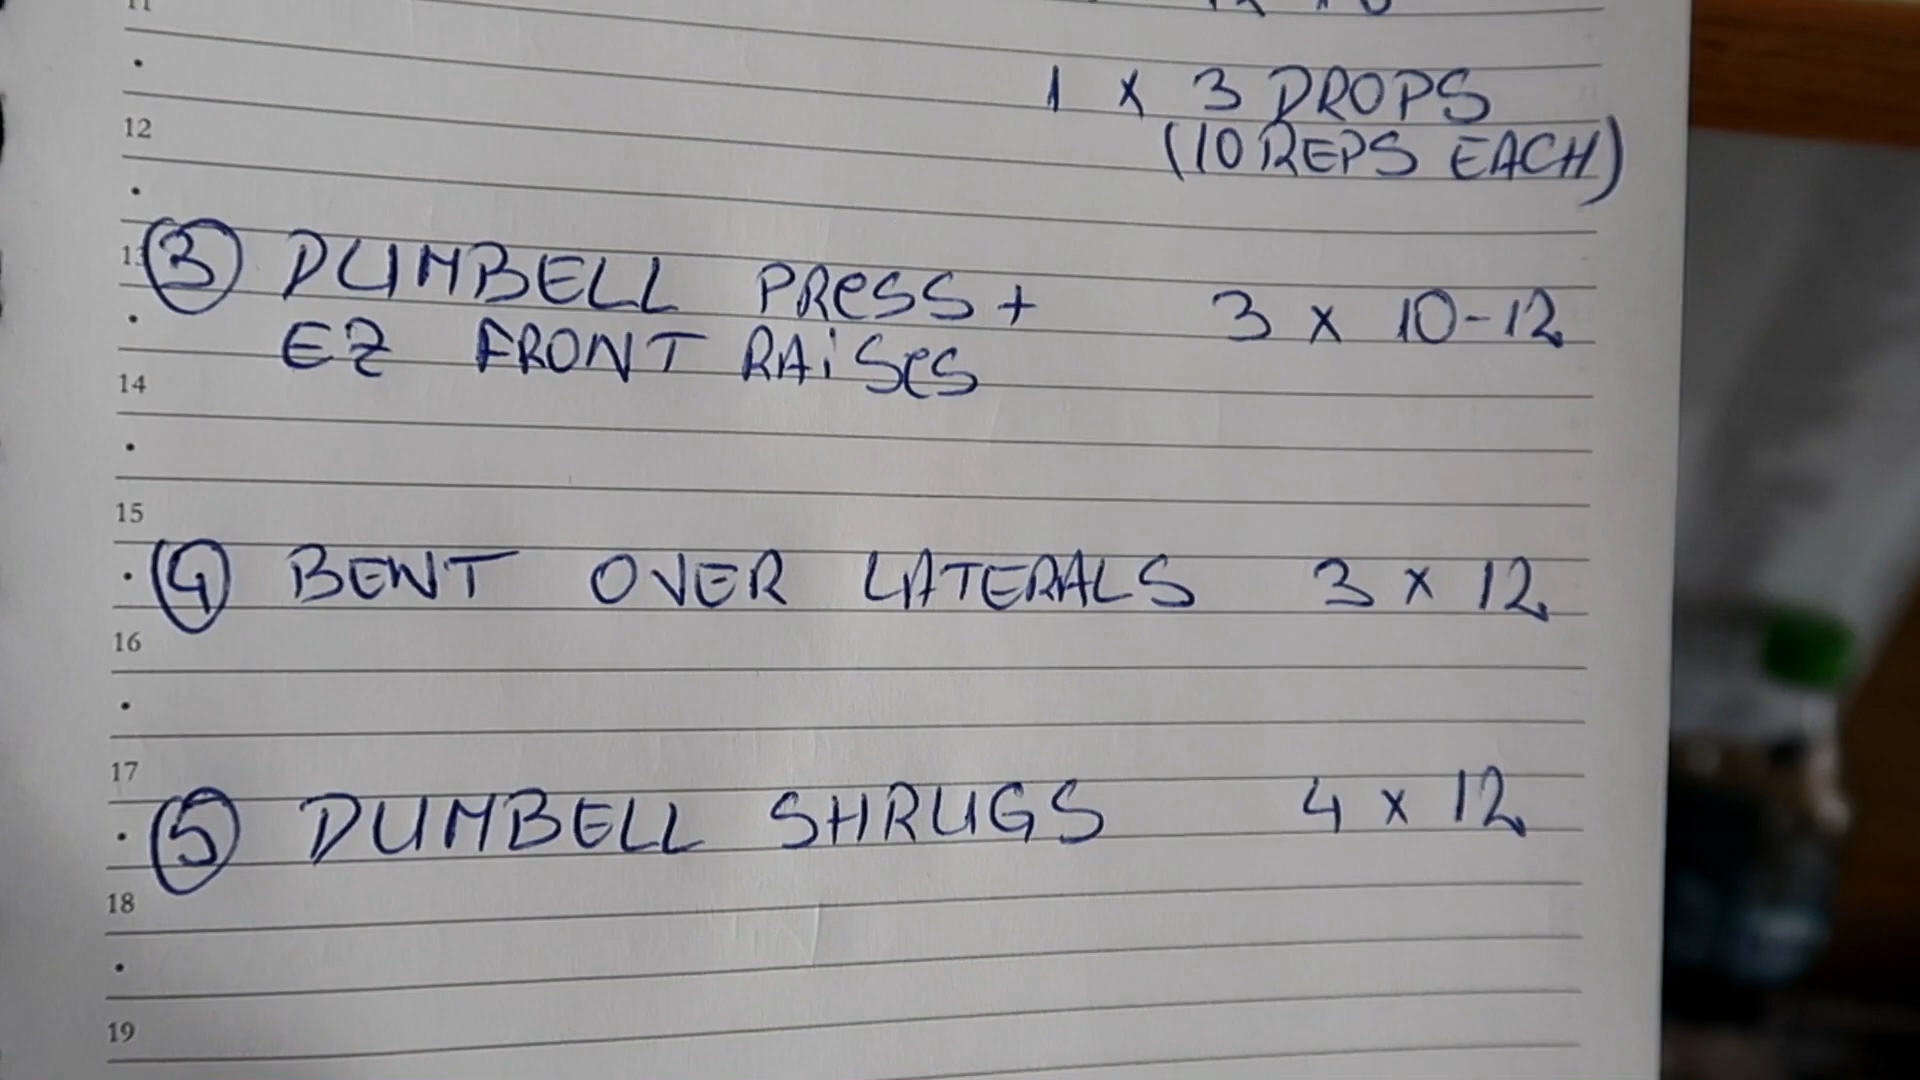 11
1 x 3 DROPS
12
(10 REPS EACH)
13 3 DUMBELL PRESS + 3 x 10-12
EZ FRONT RAISES
14
15
4 BENT OVER LATERALS 3 x 12
16
17
5 DUMBELL SHRUGS 4 x 12
18
19